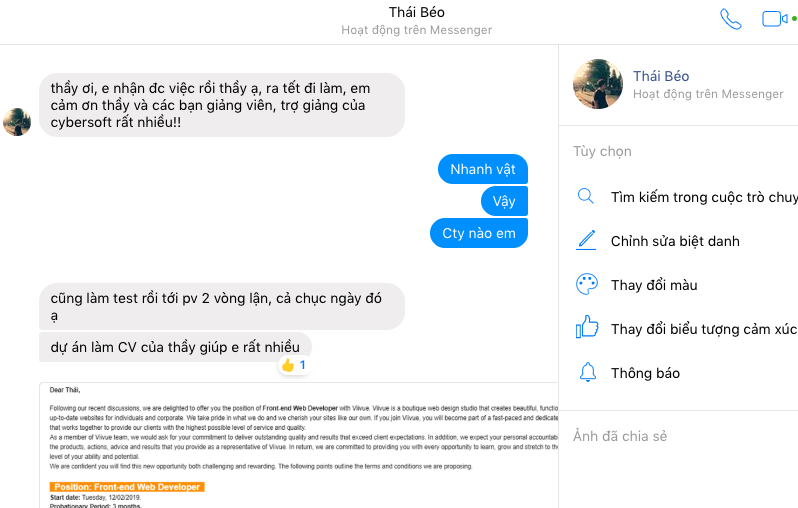 Thái Béo
Hoạt động trên Messenger
thầy ơi, e nhận đc việc rồi thầy ạ, ra tết đi làm, em
cảm ơn thầy và các bạn giảng viên, trợ giảng của
cybersoft rất nhiều!!
Nhanh vật
Vậy
Cty nào em
cũng làm test rồi tới pv 2 vòng lận, cả chục ngày đó
ạ
dự án làm CV của thầy giúp e rất nhiều
1
Dear Thái,
Following our recent discussions, we are delighted to offer you the position of Front-end Web Developer with Viivue. Viivue is a boutique web design studio that creates beautiful, functio
up-to-date websites for individuals and corporate. We take pride in what we do and we cherish your sites like our own. If you join Viivue, you will become part of a fast-paced and dedicate
that works together to provide our clients with the highest possible level of service and quality.
As a member of Viivue team, we would ask for your commitment to deliver outstanding quality and results that exceed client expectations. In addition, we expect your personal accountab
the products, actions, advice and results that you provide as a representative of Viivue. In return, we are committed to providing you with every opportunity to learn, grow and stretch to th
level of your ability and potential.
We are confident you will find this new opportunity both challenging and rewarding. The following points outline the terms and conditions we are proposing.
Position: Front-end Web Developer
Start date: Tuesday, 12/02/2019.
Probationary Period: 3 months.
Thái Béo
Hoạt động trên Messenger
Tùy chọn
Tìm kiếm trong cuộc trò chuy
Chỉnh sửa biệt danh
Thay đổi màu
Thay đổi biểu tượng cảm xúc
Thông báo
Ảnh đã chia sẻ